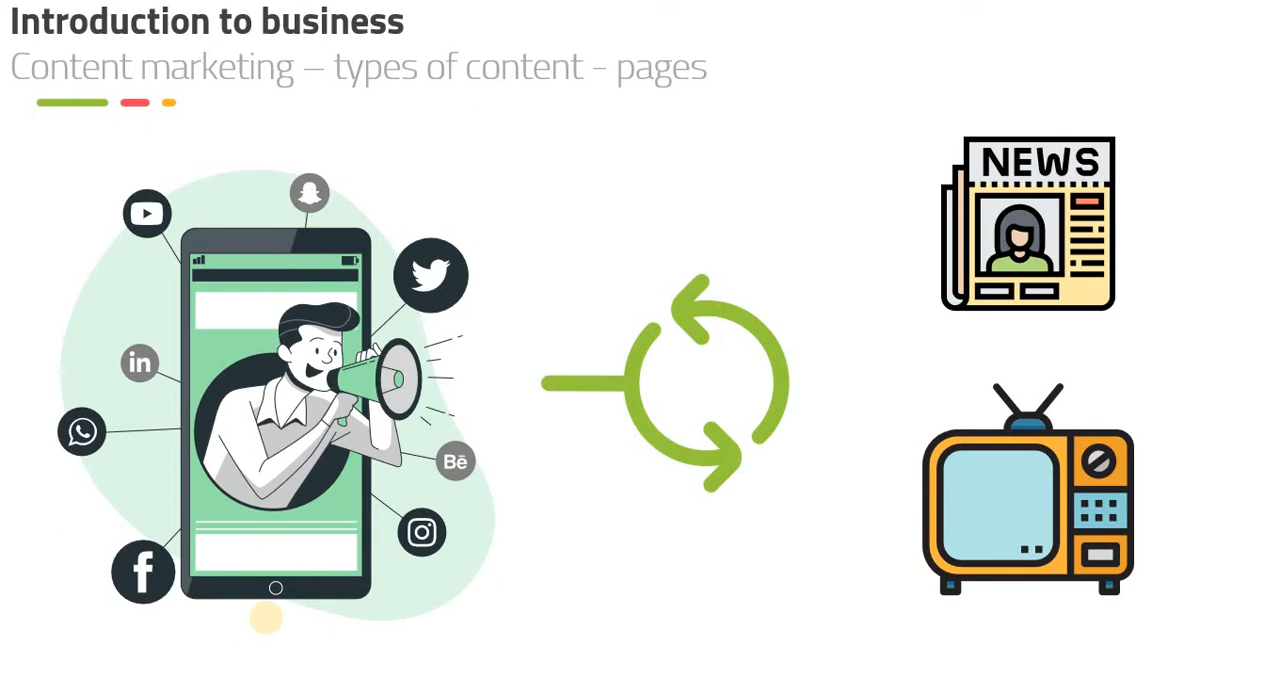 Introduction to business
Content marketing – types of content - pages
NEWS
in
Bē
f